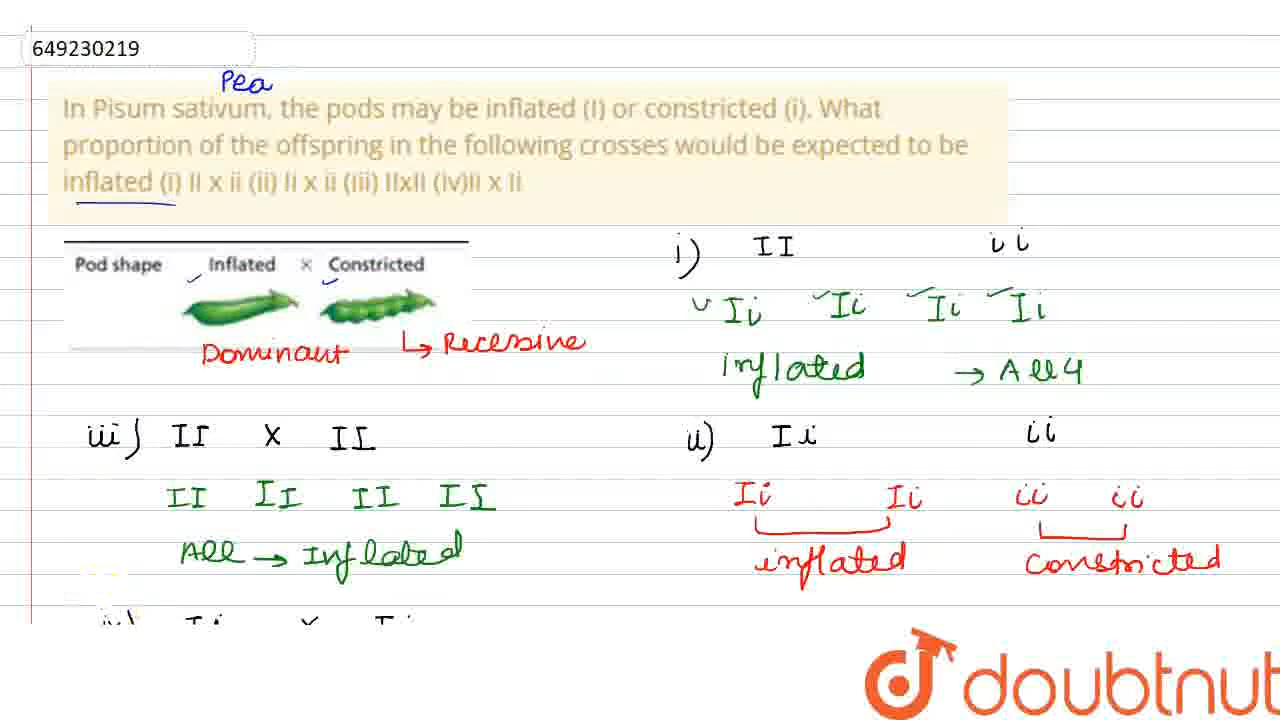 649230219
Pea
In Pisum sativum, the pods may be inflated (I) or constricted (i). What
proportion of the offspring in the following crosses would be expected to be
inflated (i) II x ii (ii) Ii x ii (iii) IIxII (iv)Ii x Ii
Pod shape Inflated × Constricted
Dominant ↳ Recessive
i) II ii
Ii Ii Ii Ii
inflated → All 4
iii) II X II
II II II II
All → Inflated
ii) Ii ii
Ii Ii ii ii
inflated constricted
doubtnut